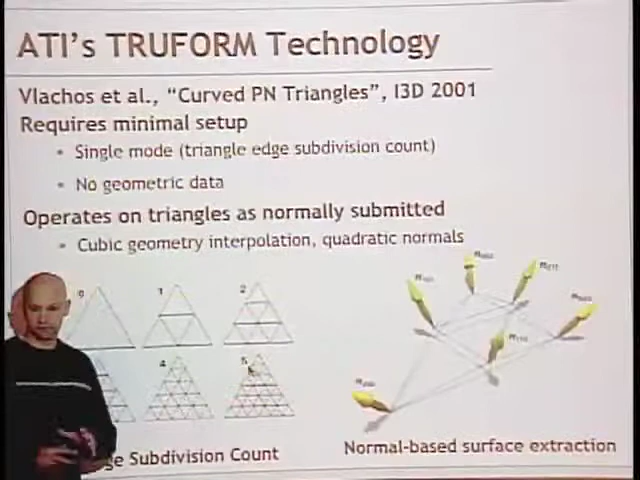 ATI's TRUFORM Technology
Vlachos et al., "Curved PN Triangles", I3D 2001
Requires minimal setup
• Single mode (triangle edge subdivision count)
• No geometric data
Operates on triangles as normally submitted
• Cubic geometry interpolation, quadratic normals
0 1 2
4 5
Subdivision Count
Normal-based surface extraction